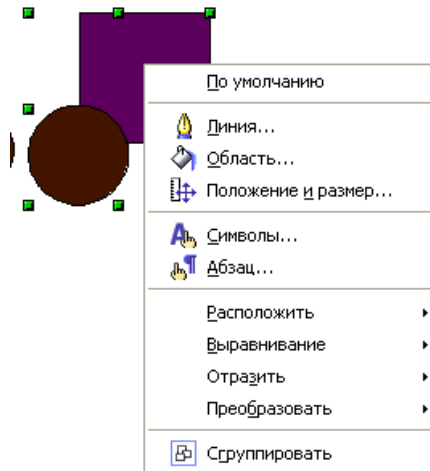 По умолчанию
Линия...
Область...
Положение и размер...
Символы...
Абзац...
Расположить
Выравнивание
Отразить
Преобразовать
Сгруппировать